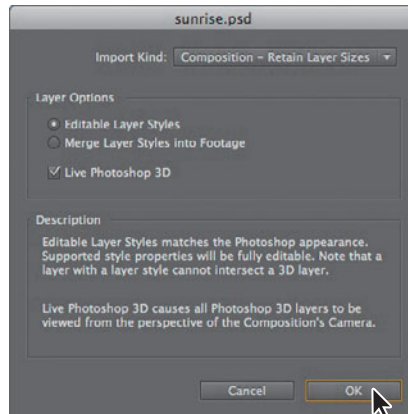 sunrise.psd
Import Kind: Composition – Retain Layer Sizes
Layer Options
Editable Layer Styles
Merge Layer Styles into Footage
Live Photoshop 3D
Description
Editable Layer Styles matches the Photoshop appearance.
Supported style properties will be fully editable. Note that a
layer with a layer style cannot intersect a 3D layer.
Live Photoshop 3D causes all Photoshop 3D layers to be
viewed from the perspective of the Composition's Camera.
Cancel OK